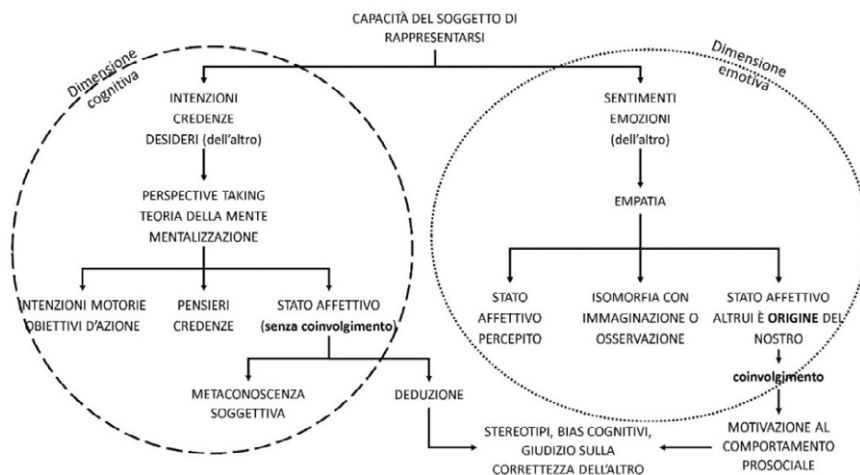 CAPACITÀ DEL SOGGETTO DI
RAPPRESENTARSI
Dimensione
cognitiva
Dimensione
emotiva
INTENZIONI
CREDENZE
DESIDERI (dell'altro)
SENTIMENTI
EMOZIONI
(dell'altro)
PERSPECTIVE TAKING
TEORIA DELLA MENTE
MENTALIZZAZIONE
EMPATIA
INTENZIONI MOTORIE
OBIETTIVI D'AZIONE
PENSIERI
CREDENZE
STATO AFFETTIVO
(senza coinvolgimento)
STATO
AFFETTIVO
PERCEPITO
ISOMORFIA CON
IMMAGINAZIONE O
OSSERVAZIONE
STATO AFFETTIVO
ALTRUI È ORIGINE DEL
NOSTRO
coinvolgimento
METACONOSCENZA
SOGGETTIVA
DEDUZIONE
STEREOTIPI, BIAS COGNITIVI,
GIUDIZIO SULLA
CORRETTEZZA DELL'ALTRO
MOTIVAZIONE AL
COMPORTAMENTO
PROSOCIALE